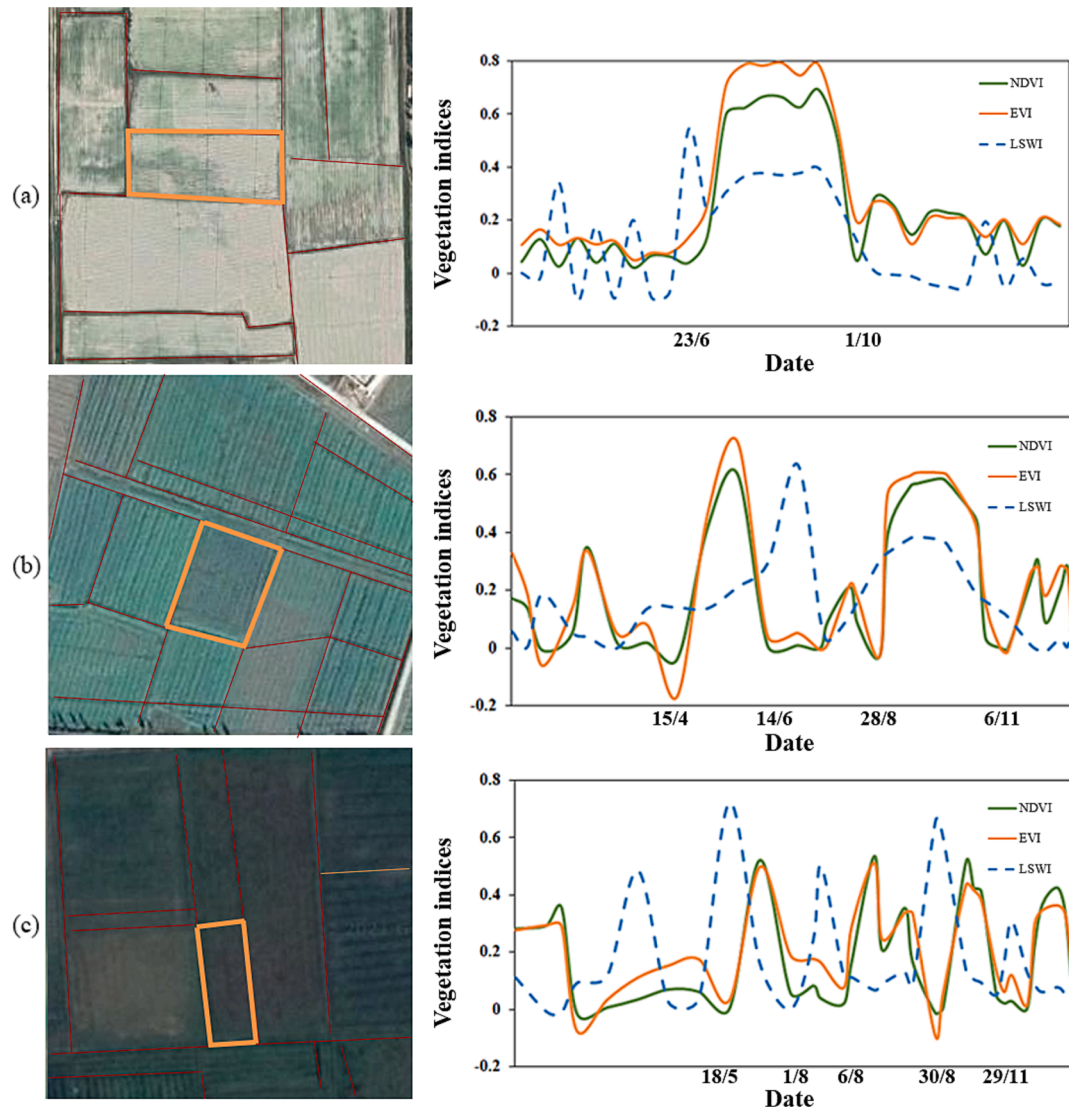 (a)
Vegetation indices
0.8
0.6
0.4
0.2
0
-0.2
NDVI
EVI
LSWI
23/6
1/10
Date
(b)
Vegetation indices
0.8
0.6
0.4
0.2
0
-0.2
NDVI
EVI
LSWI
15/4
14/6
28/8
6/11
Date
(c)
Vegetation indices
0.8
0.6
0.4
0.2
0
-0.2
NDVI
EVI
LSWI
18/5
1/8
6/8
30/8
29/11
Date